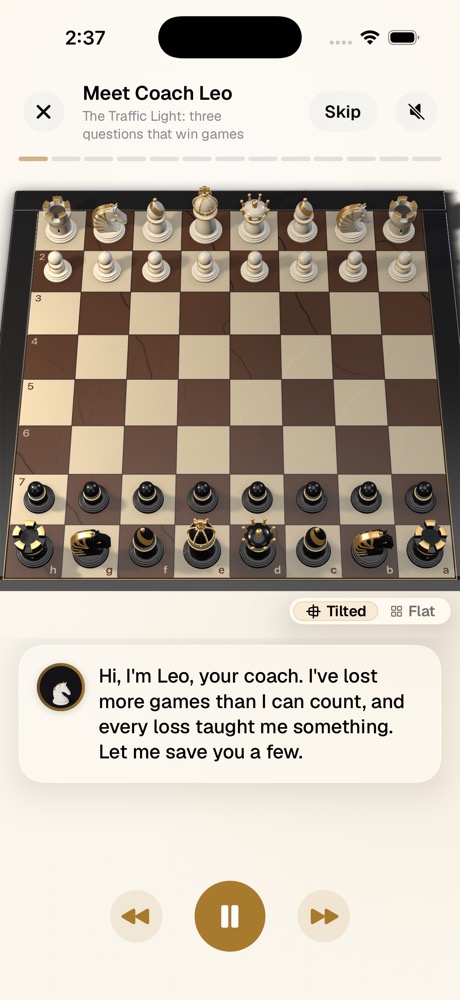 2:37
Meet Coach Leo
The Traffic Light: three
questions that win games
Skip
2
3
4
5
6
7
h g f e d c b a
Tilted
Flat
Hi, I'm Leo, your coach. I've lost
more games than I can count, and
every loss taught me something.
Let me save you a few.